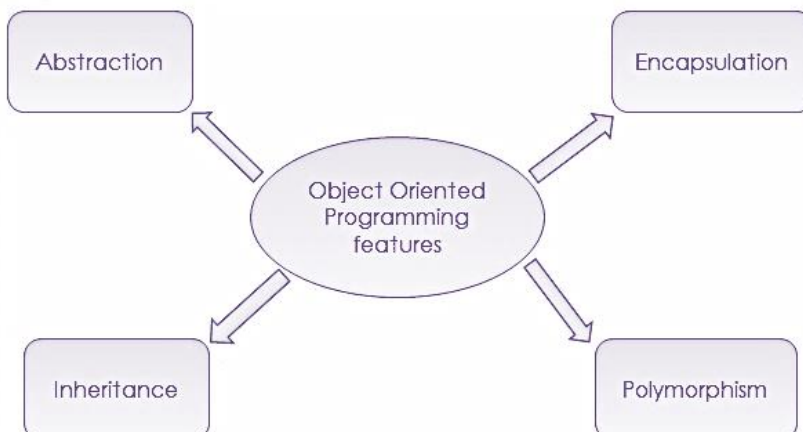 Abstraction
Encapsulation
Object Oriented
Programming
features
Inheritance
Polymorphism